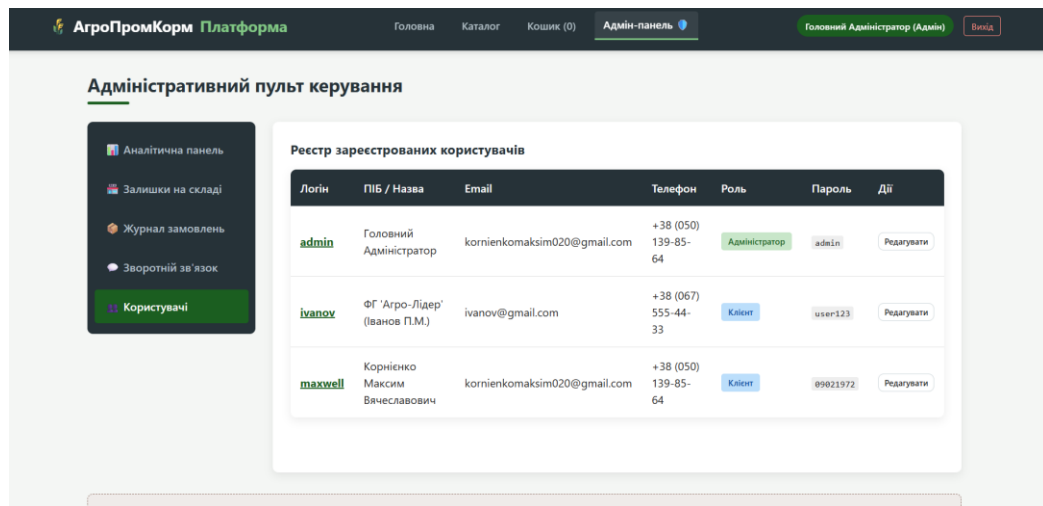 АгроПромКорм Платформа
Головна
Каталог
Кошик (0)
Адмін-панель
Головний Адміністратор (Адмін)
Вихід
Адміністративний пульт керування
Аналітична панель
Залишки на складі
Журнал замовлень
Зворотній зв'язок
Користувачі
Реєстр зареєстрованих користувачів
Логін
ПІБ / Назва
Email
Телефон
Роль
Пароль
Дії
admin
Головний
Адміністратор
kornienkomaksim020@gmail.com
+38 (050)
139-85-
64
Адміністратор
admin
Редагувати
ivanov
ФГ 'Агро-Лідер'
(Іванов П.М.)
ivanov@gmail.com
+38 (067)
555-44-
33
Клієнт
user123
Редагувати
maxwell
Корнієнко
Максим
Вячеславович
kornienkomaksim020@gmail.com
+38 (050)
139-85-
64
Клієнт
09021972
Редагувати